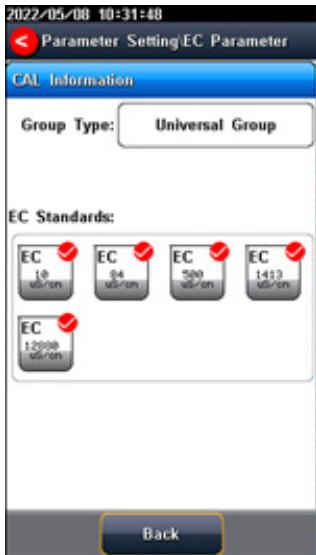 2022/05/08 10:31:48
< Parameter Setting\EC Parameter
CAL Information
Group Type: Universal Group
EC Standards:
EC EC EC EC
10 84 500 1413
uS/cm uS/cm uS/cm uS/cm
EC
12880
uS/cm
Back